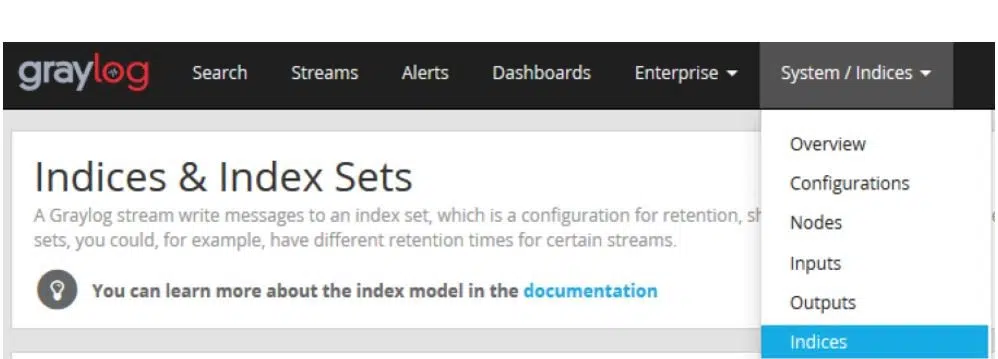 graylog Search Streams Alerts Dashboards Enterprise System / Indices
Overview
Configurations
Nodes
Inputs
Outputs
Indices
Indices & Index Sets
A Graylog stream write messages to an index set, which is a configuration for retention,
sets, you could, for example, have different retention times for certain streams.
You can learn more about the index model in the documentation